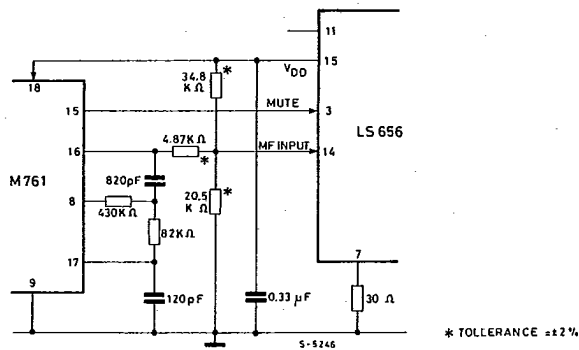 11
18
34.8
KΩ
*
V_DD
15
15
MUTE
3
LS 656
4.87KΩ
*
16
MF INPUT
14
M761
820pF
20.5
KΩ
*
8
430KΩ
82KΩ
17
7
9
120pF
0.33 μF
30 Ω
S-5246
* TOLLERANCE =±2%